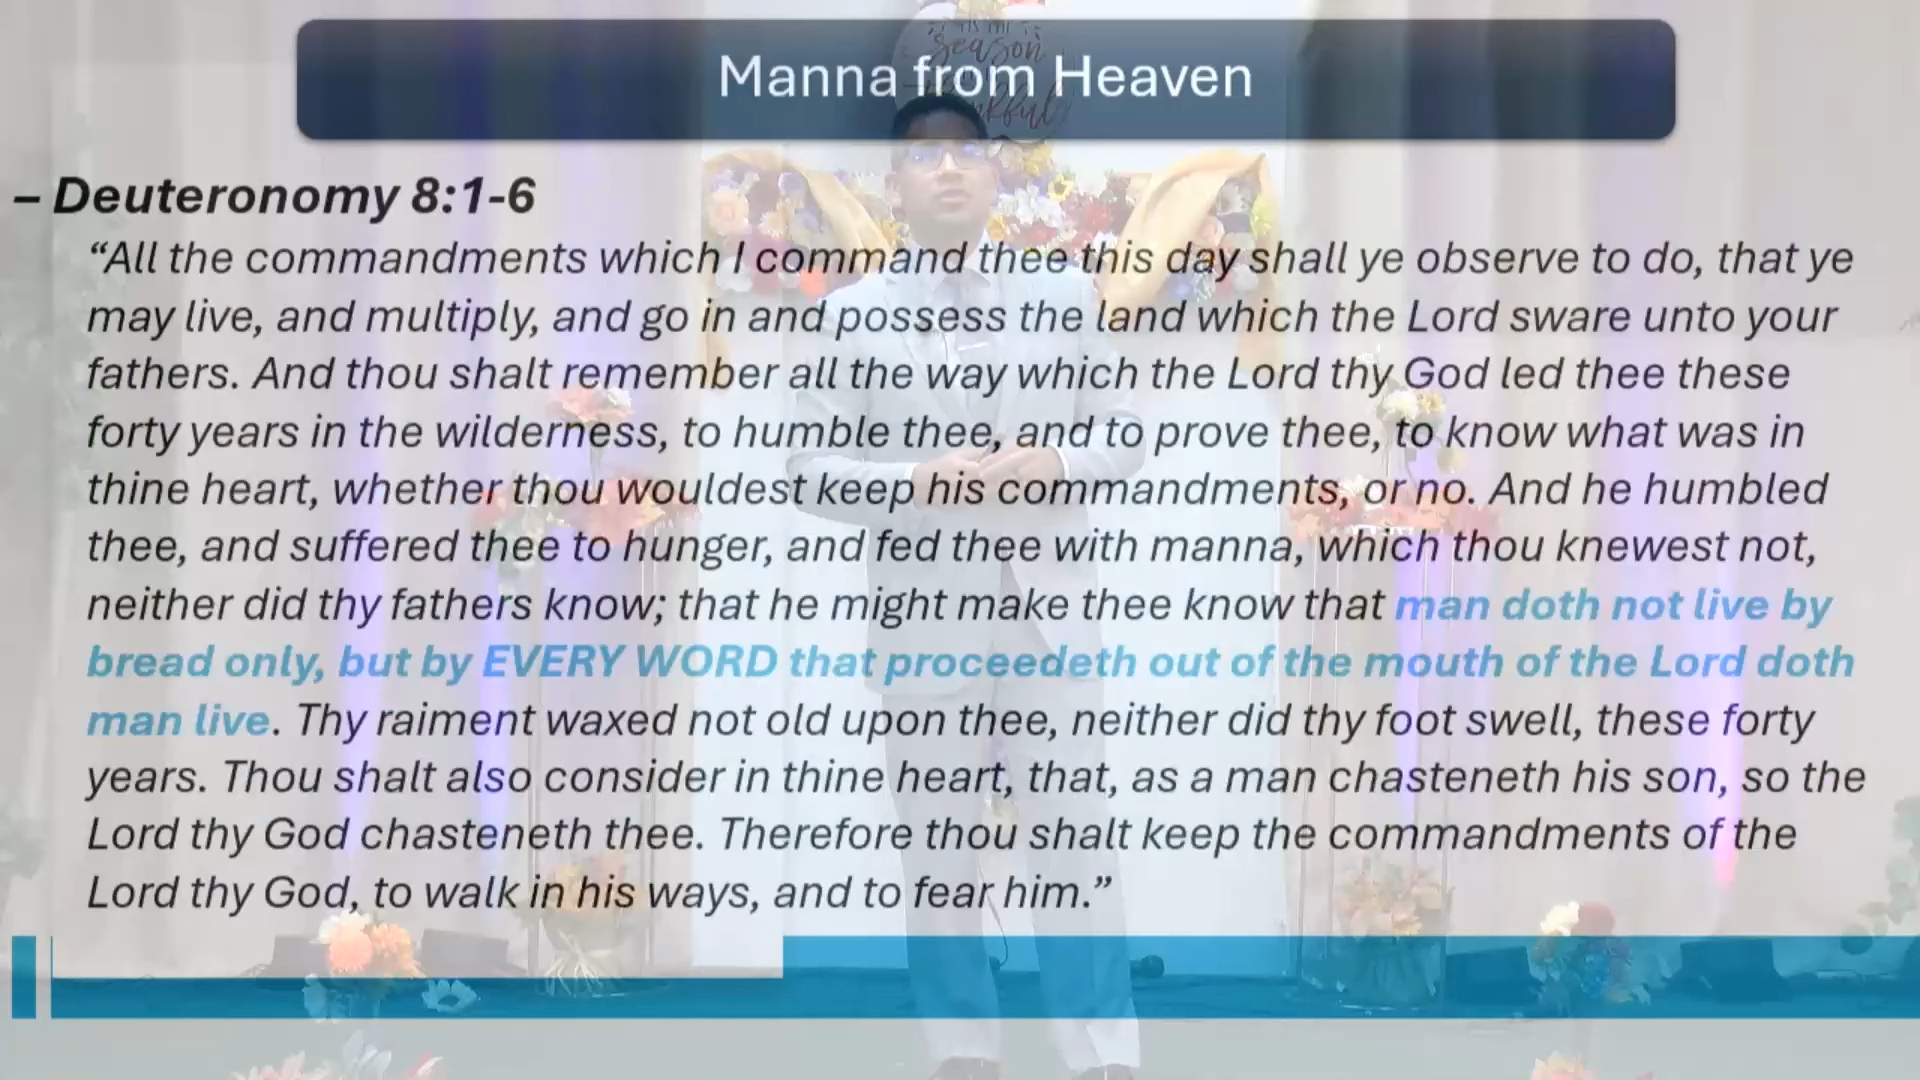 'TIS THE
season
Manna from Heaven
thankful
– Deuteronomy 8:1-6
“All the commandments which I command thee this day shall ye observe to do, that ye
may live, and multiply, and go in and possess the land which the Lord sware unto your
fathers. And thou shalt remember all the way which the Lord thy God led thee these
forty years in the wilderness, to humble thee, and to prove thee, to know what was in
thine heart, whether thou wouldest keep his commandments, or no. And he humbled
thee, and suffered thee to hunger, and fed thee with manna, which thou knewest not,
neither did thy fathers know; that he might make thee know that man doth not live by
bread only, but by EVERY WORD that proceedeth out of the mouth of the Lord doth
man live. Thy raiment waxed not old upon thee, neither did thy foot swell, these forty
years. Thou shalt also consider in thine heart, that, as a man chasteneth his son, so the
Lord thy God chasteneth thee. Therefore thou shalt keep the commandments of the
Lord thy God, to walk in his ways, and to fear him.”